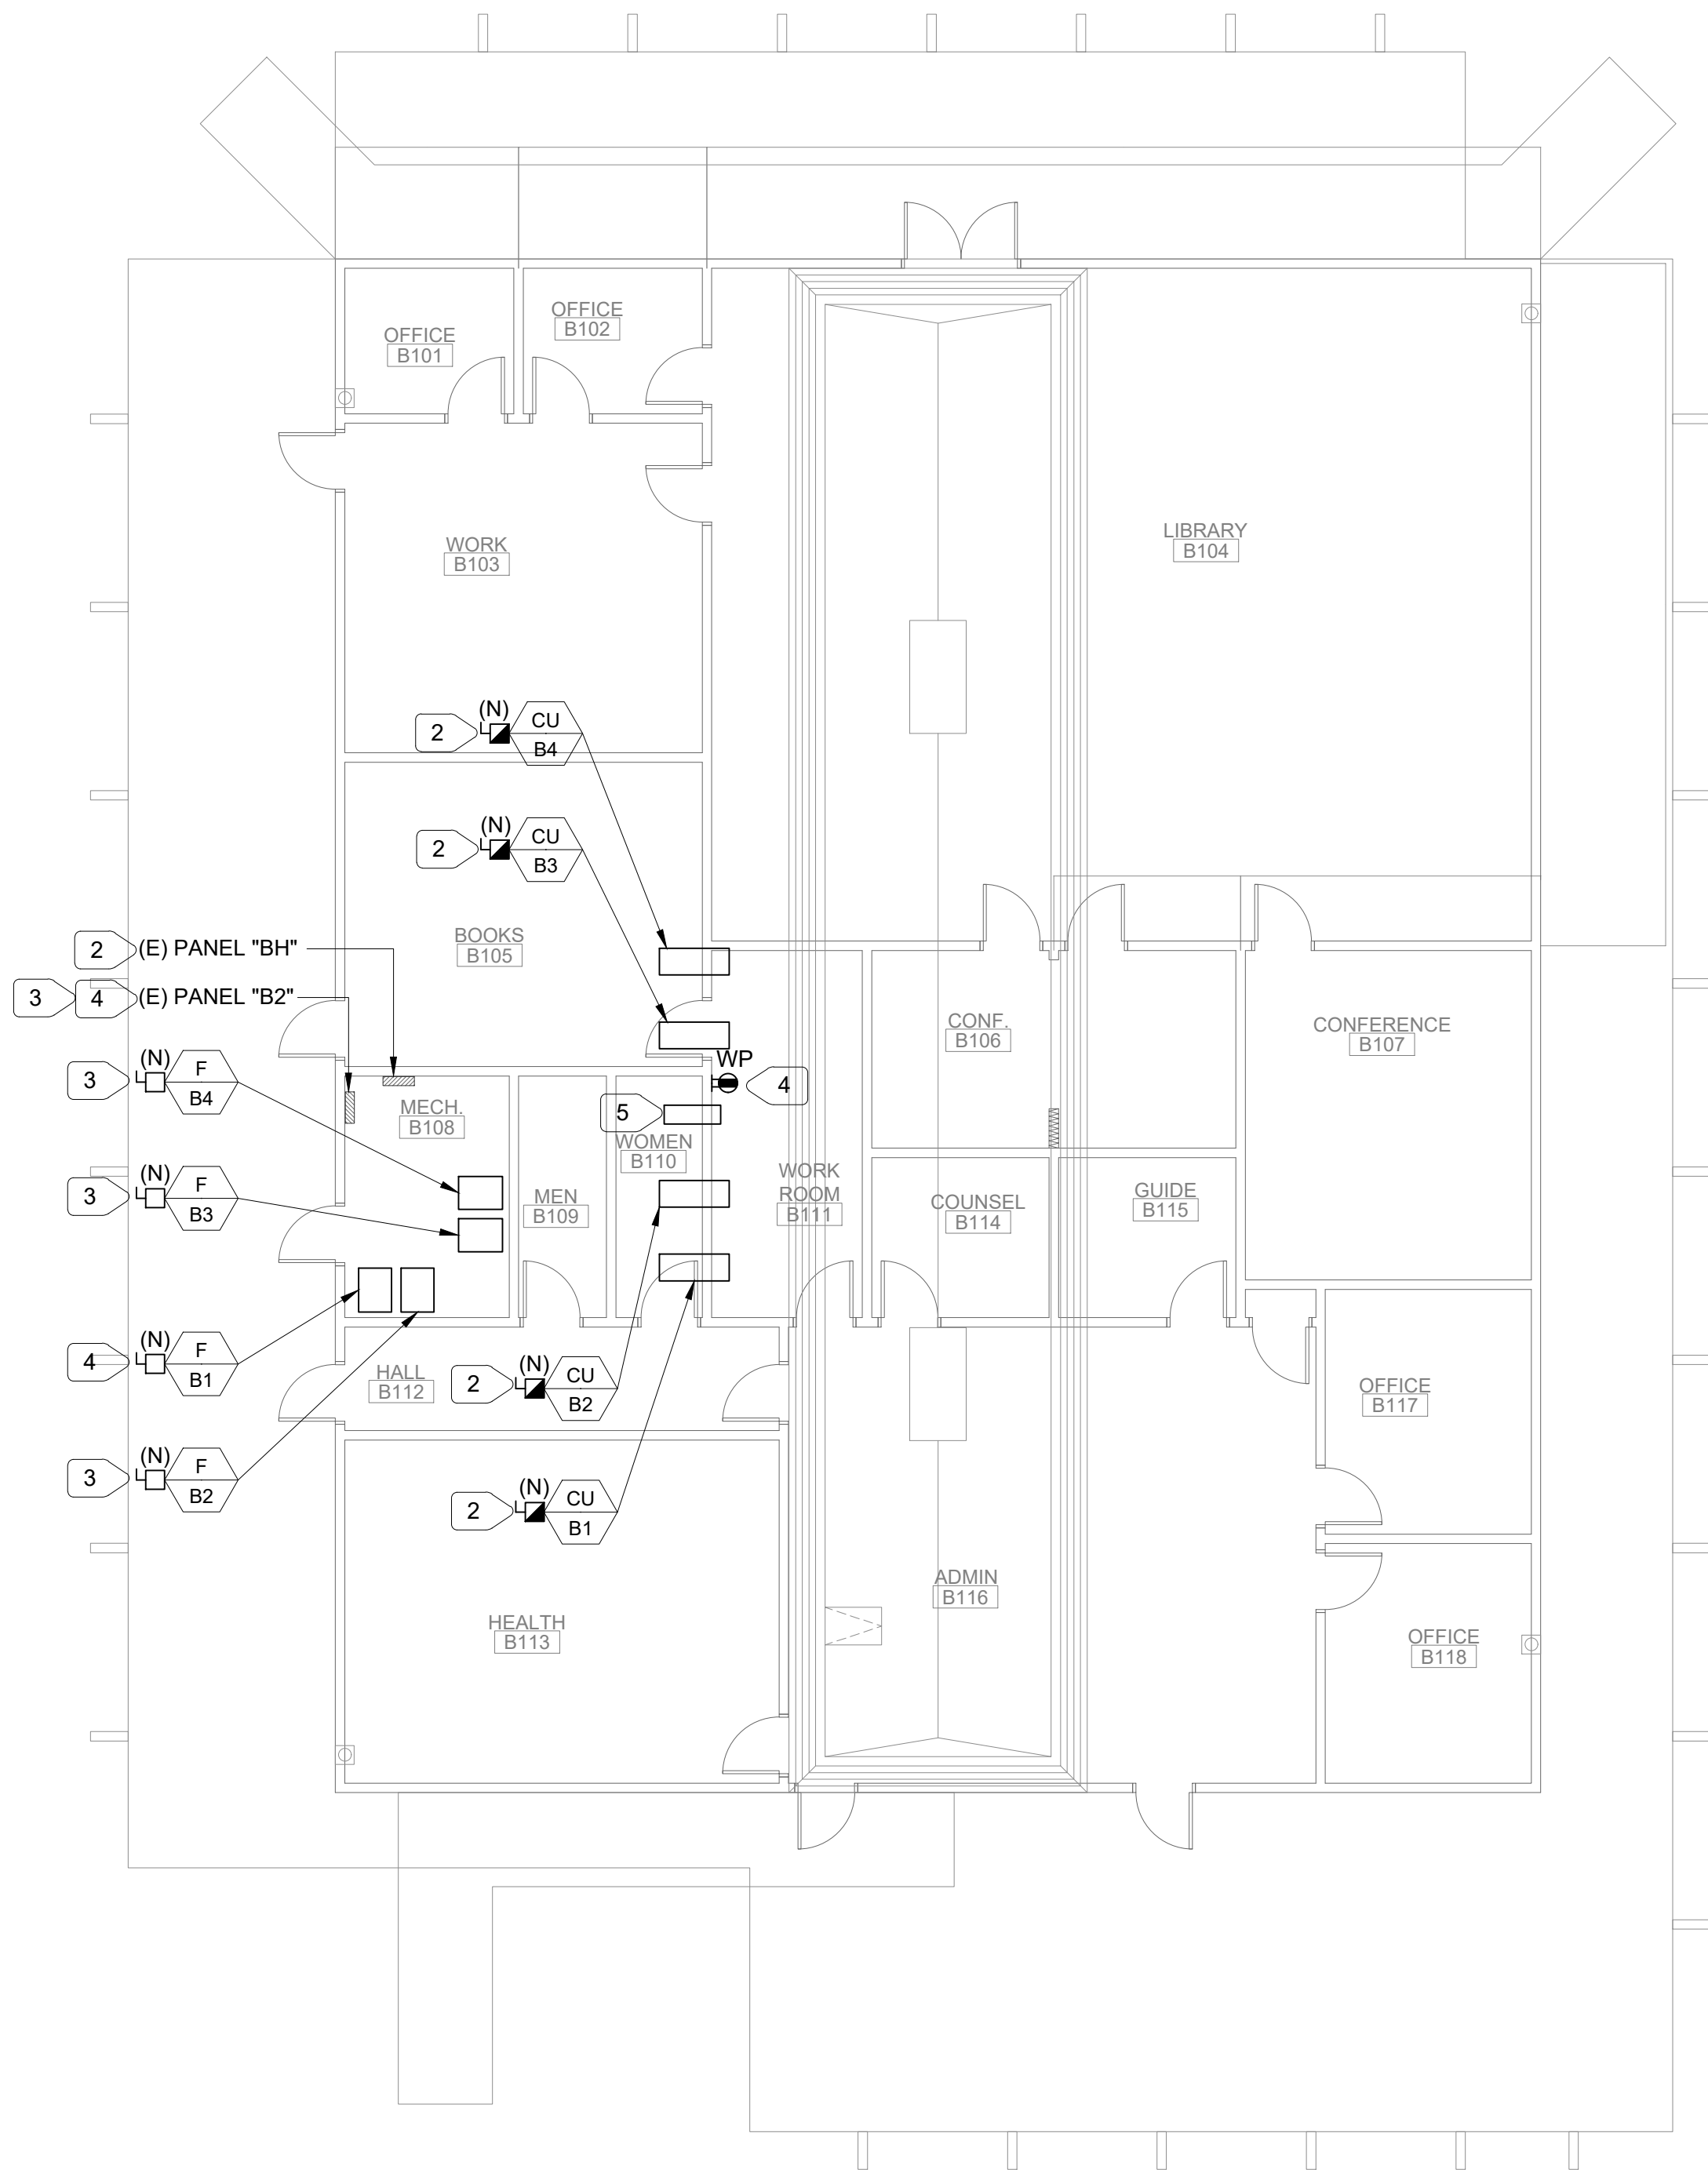 OFFICE
B101
OFFICE
B102
WORK
B103
LIBRARY
B104
2
(N)
CU
B4
2
(N)
CU
B3
2
(E) PANEL "BH"
3
4
(E) PANEL "B2"
BOOKS
B105
CONF.
B106
CONFERENCE
B107
3
(N)
F
B4
WP
4
5
MECH.
B108
WOMEN
B110
3
(N)
F
B3
MEN
B109
WORK
ROOM
B111
COUNSEL
B114
GUIDE
B115
4
(N)
F
B1
HALL
B112
2
(N)
CU
B2
OFFICE
B117
3
(N)
F
B2
2
(N)
CU
B1
ADMIN
B116
HEALTH
B113
OFFICE
B118